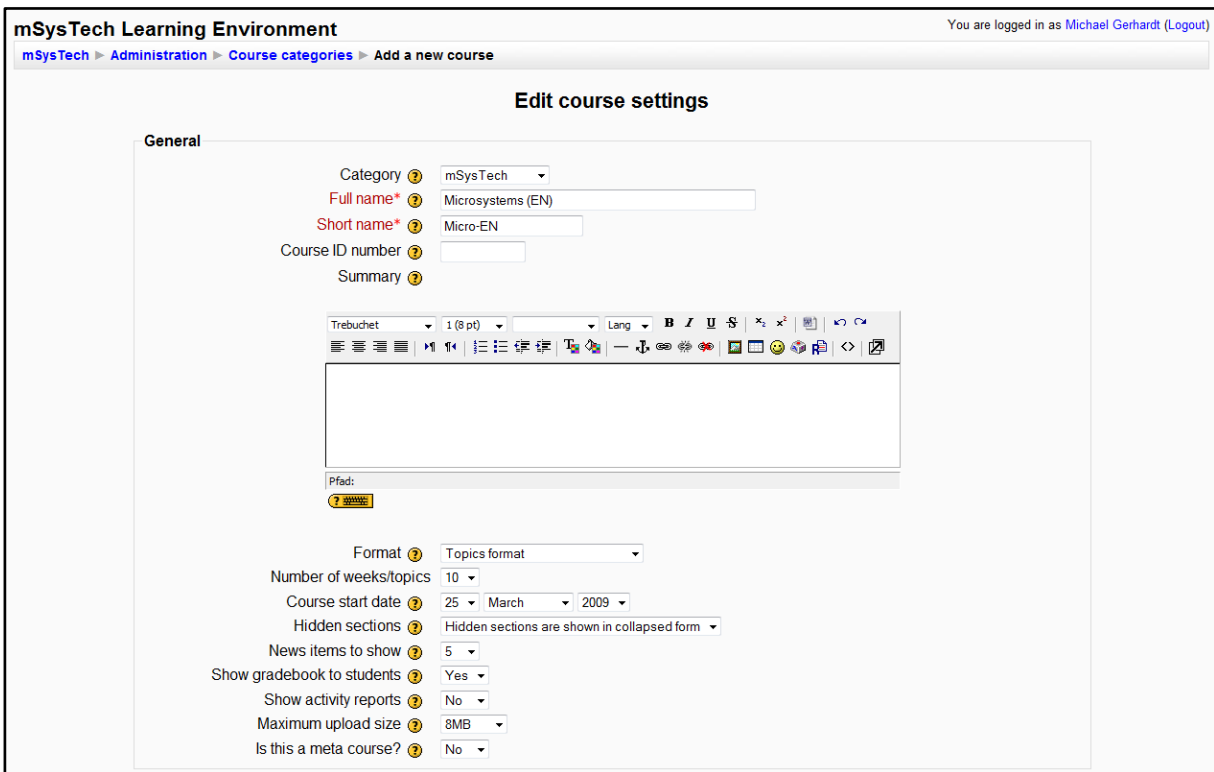 mSysTech Learning Environment
You are logged in as Michael Gerhardt (Logout)
mSysTech ► Administration ► Course categories ► Add a new course
Edit course settings
General
Category mSysTech
Full name* Microsystems (EN)
Short name* Micro-EN
Course ID number
Summary
Trebuchet 1 (8 pt) Lang B I U S x₂ x²
Pfad:
Format Topics format
Number of weeks/topics 10
Course start date 25 March 2009
Hidden sections Hidden sections are shown in collapsed form
News items to show 5
Show gradebook to students Yes
Show activity reports No
Maximum upload size 8MB
Is this a meta course? No